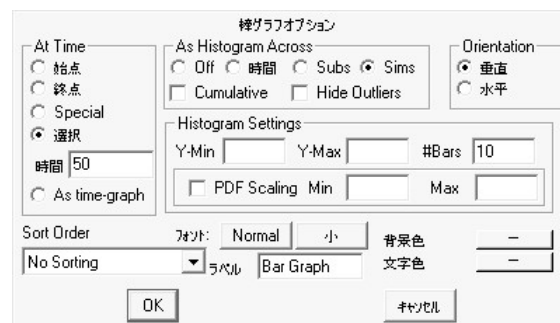 棒グラフオプション
At Time
始点
終点
Special
選択
時間 50
As time-graph
As Histogram Across
Off 時間 Subs Sims
Cumulative Hide Outliers
Orientation
垂直
水平
Histogram Settings
Y-Min Y-Max #Bars 10
PDF Scaling Min Max
Sort Order
No Sorting
フォント: Normal 小
ラベル Bar Graph
背景色 —
文字色 —
OK キャンセル